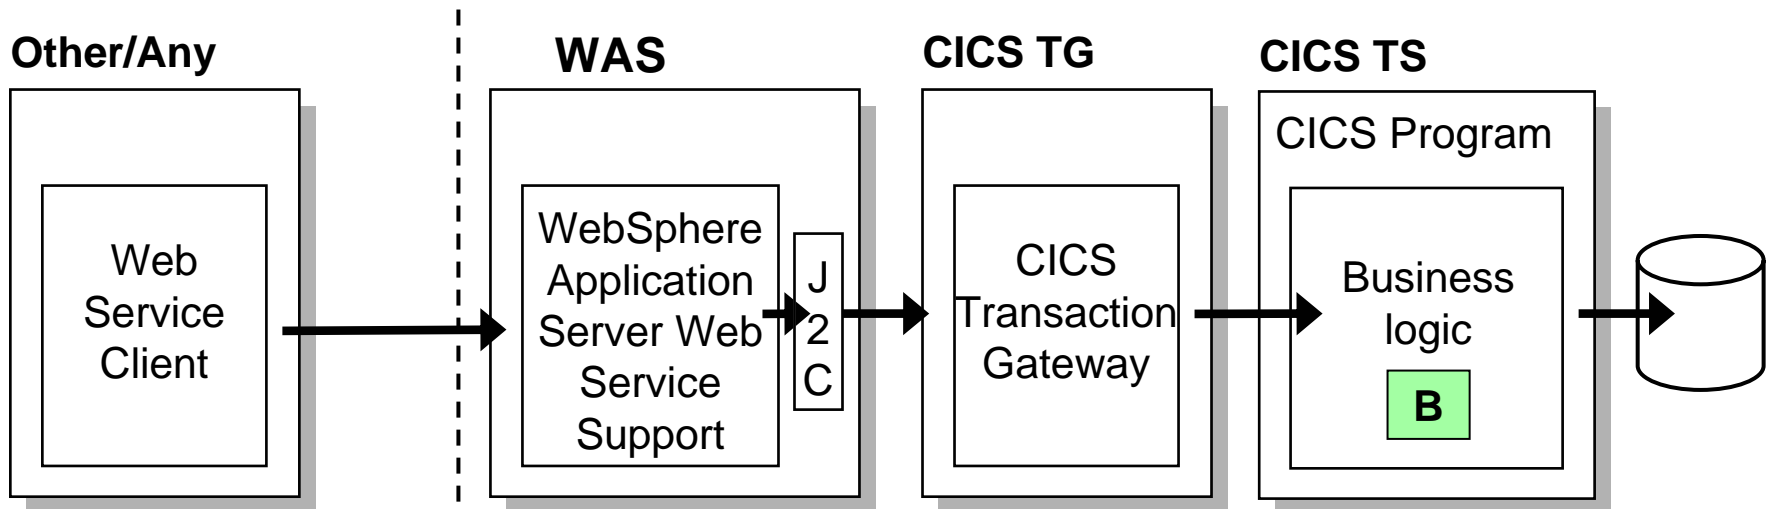 Other/Any
WAS
CICS TG
CICS TS
Web
Service
Client
WebSphere
Application
Server Web
Service
Support
J
2
C
CICS
Transaction
Gateway
CICS Program
Business
logic
B